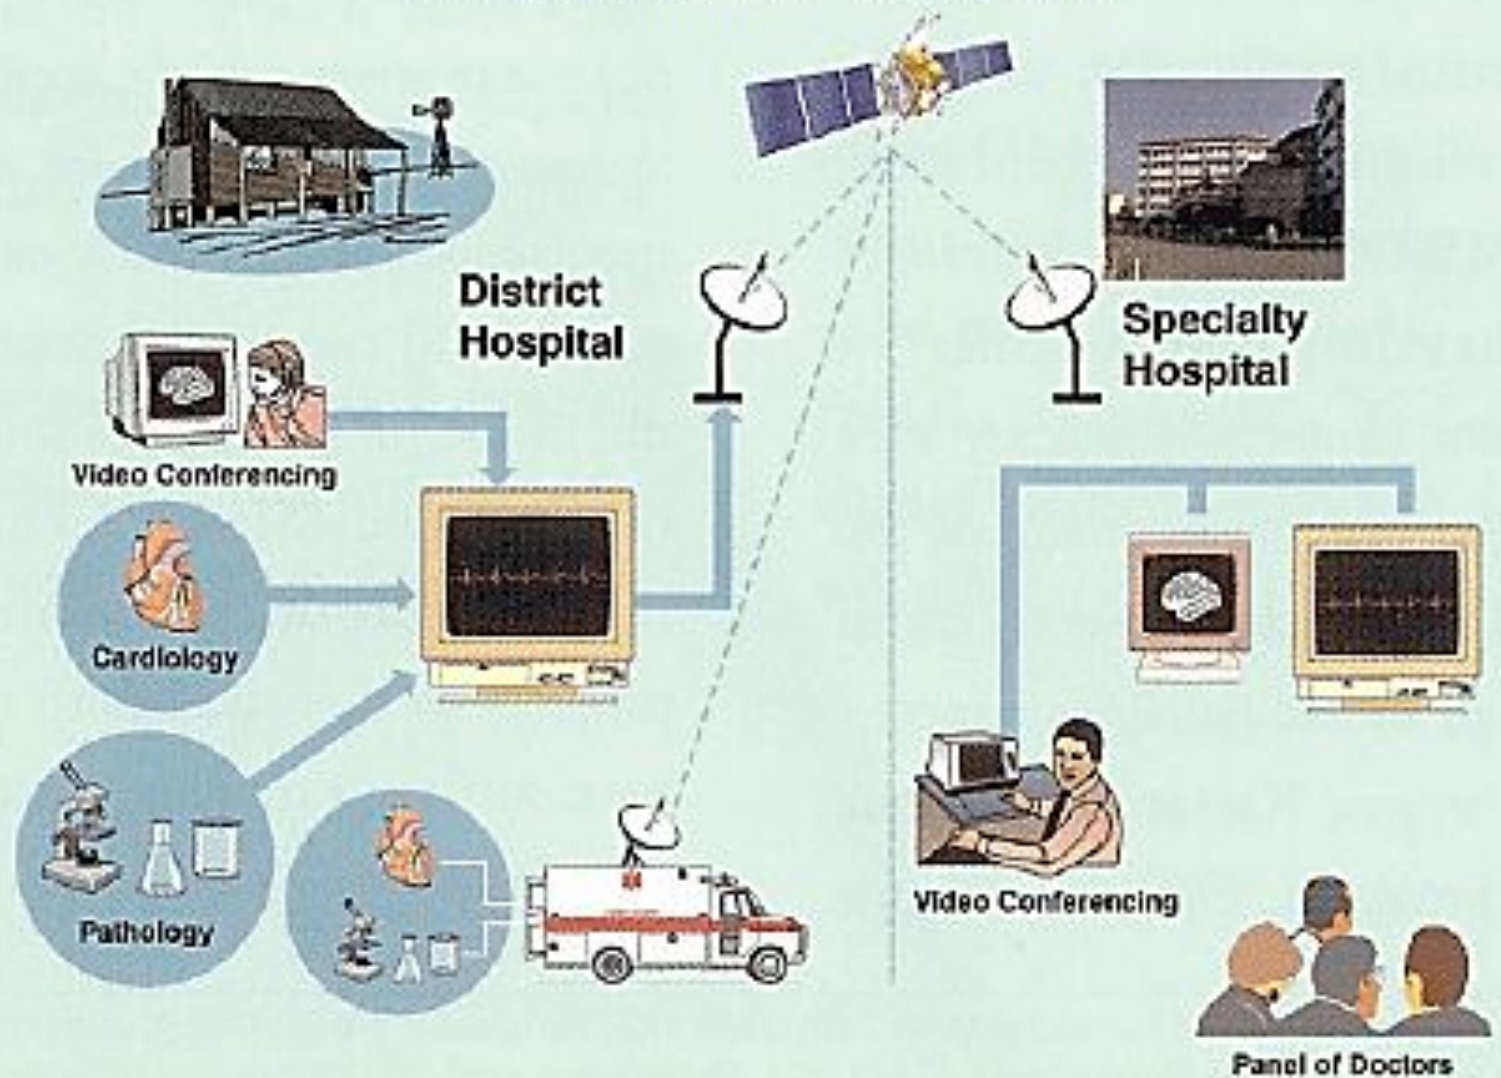 District
Hospital
Specialty
Hospital
Video Conferencing
Cardiology
Pathology
Video Conferencing
Panel of Doctors